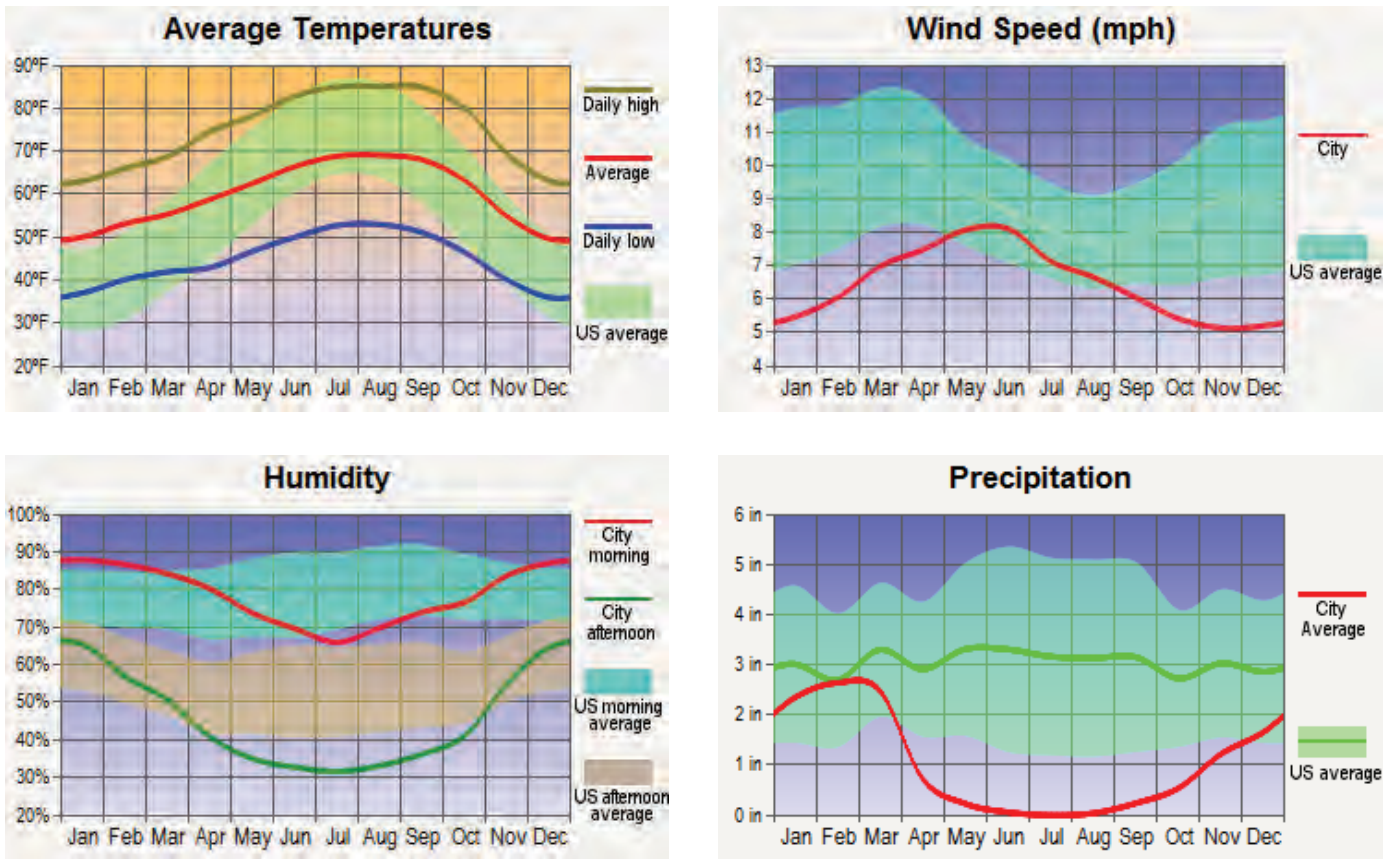 Average Temperatures
90ºF
80ºF
70ºF
60ºF
50ºF
40ºF
30ºF
20ºF
Jan Feb Mar Apr May Jun Jul Aug Sep Oct Nov Dec
Daily high
Average
Daily low
US average
Wind Speed (mph)
13
12
11
10
9
8
7
6
5
4
Jan Feb Mar Apr May Jun Jul Aug Sep Oct Nov Dec
City
US average
Humidity
100%
90%
80%
70%
60%
50%
40%
30%
20%
Jan Feb Mar Apr May Jun Jul Aug Sep Oct Nov Dec
City
morning
City
afternoon
US morning
average
US afternoon
average
Precipitation
6 in
5 in
4 in
3 in
2 in
1 in
0 in
Jan Feb Mar Apr May Jun Jul Aug Sep Oct Nov Dec
City
Average
US average